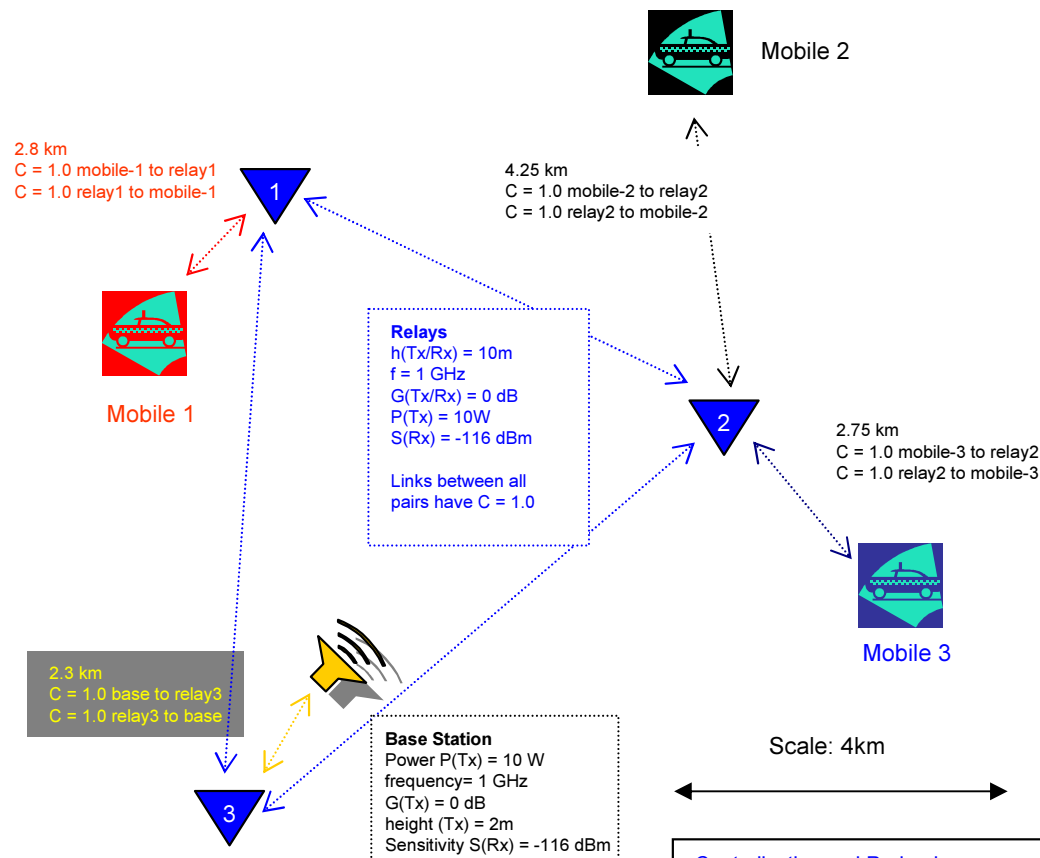 Mobile 2
2.8 km
C = 1.0 mobile-1 to relay1
C = 1.0 relay1 to mobile-1
1
4.25 km
C = 1.0 mobile-2 to relay2
C = 1.0 relay2 to mobile-2
Mobile 1
Relays
h(Tx/Rx) = 10m
f = 1 GHz
G(Tx/Rx) = 0 dB
P(Tx) = 10W
S(Rx) = -116 dBm
Links between all
pairs have C = 1.0
2
2.75 km
C = 1.0 mobile-3 to relay2
C = 1.0 relay2 to mobile-3
Mobile 3
2.3 km
C = 1.0 base to relay3
C = 1.0 relay3 to base
3
Base Station
Power P(Tx) = 10 W
frequency= 1 GHz
G(Tx) = 0 dB
height (Tx) = 2m
Sensitivity S(Rx) = -116 dBm
Scale: 4km